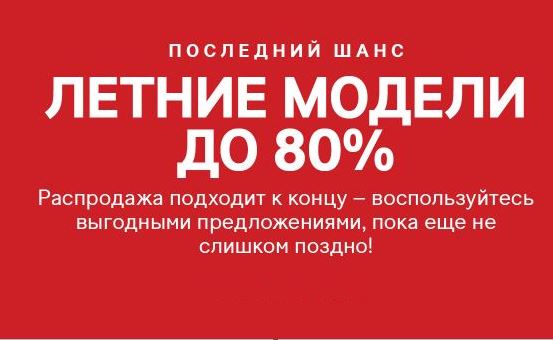 ПОСЛЕДНИЙ ШАНС
ЛЕТНИЕ МОДЕЛИ
ДО 80%
Распродажа подходит к концу – воспользуйтесь
выгодными предложениями, пока еще не
слишком поздно!